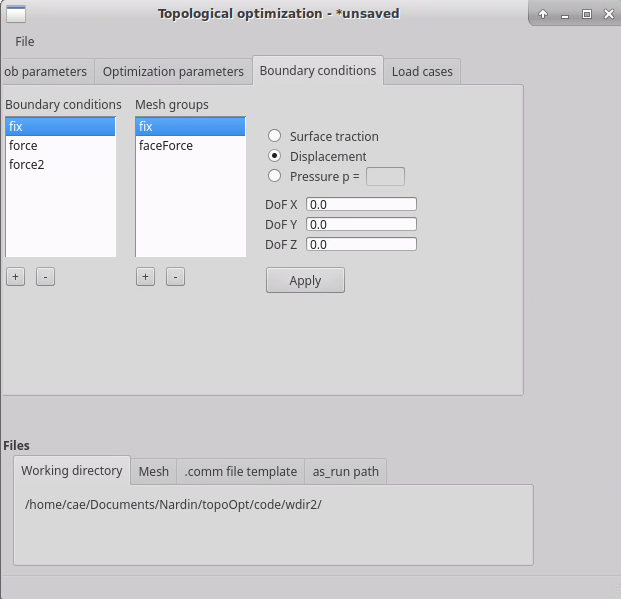 Topological optimization - *unsaved
File
ob parameters
Optimization parameters
Boundary conditions
Load cases
Boundary conditions
Mesh groups
fix
force
force2
fix
faceForce
+
-
+
-
Surface traction
Displacement
Pressure p =
DoF X 0.0
DoF Y 0.0
DoF Z 0.0
Apply
Files
Working directory
Mesh
.comm file template
as_run path
/home/cae/Documents/Nardin/topoOpt/code/wdir2/